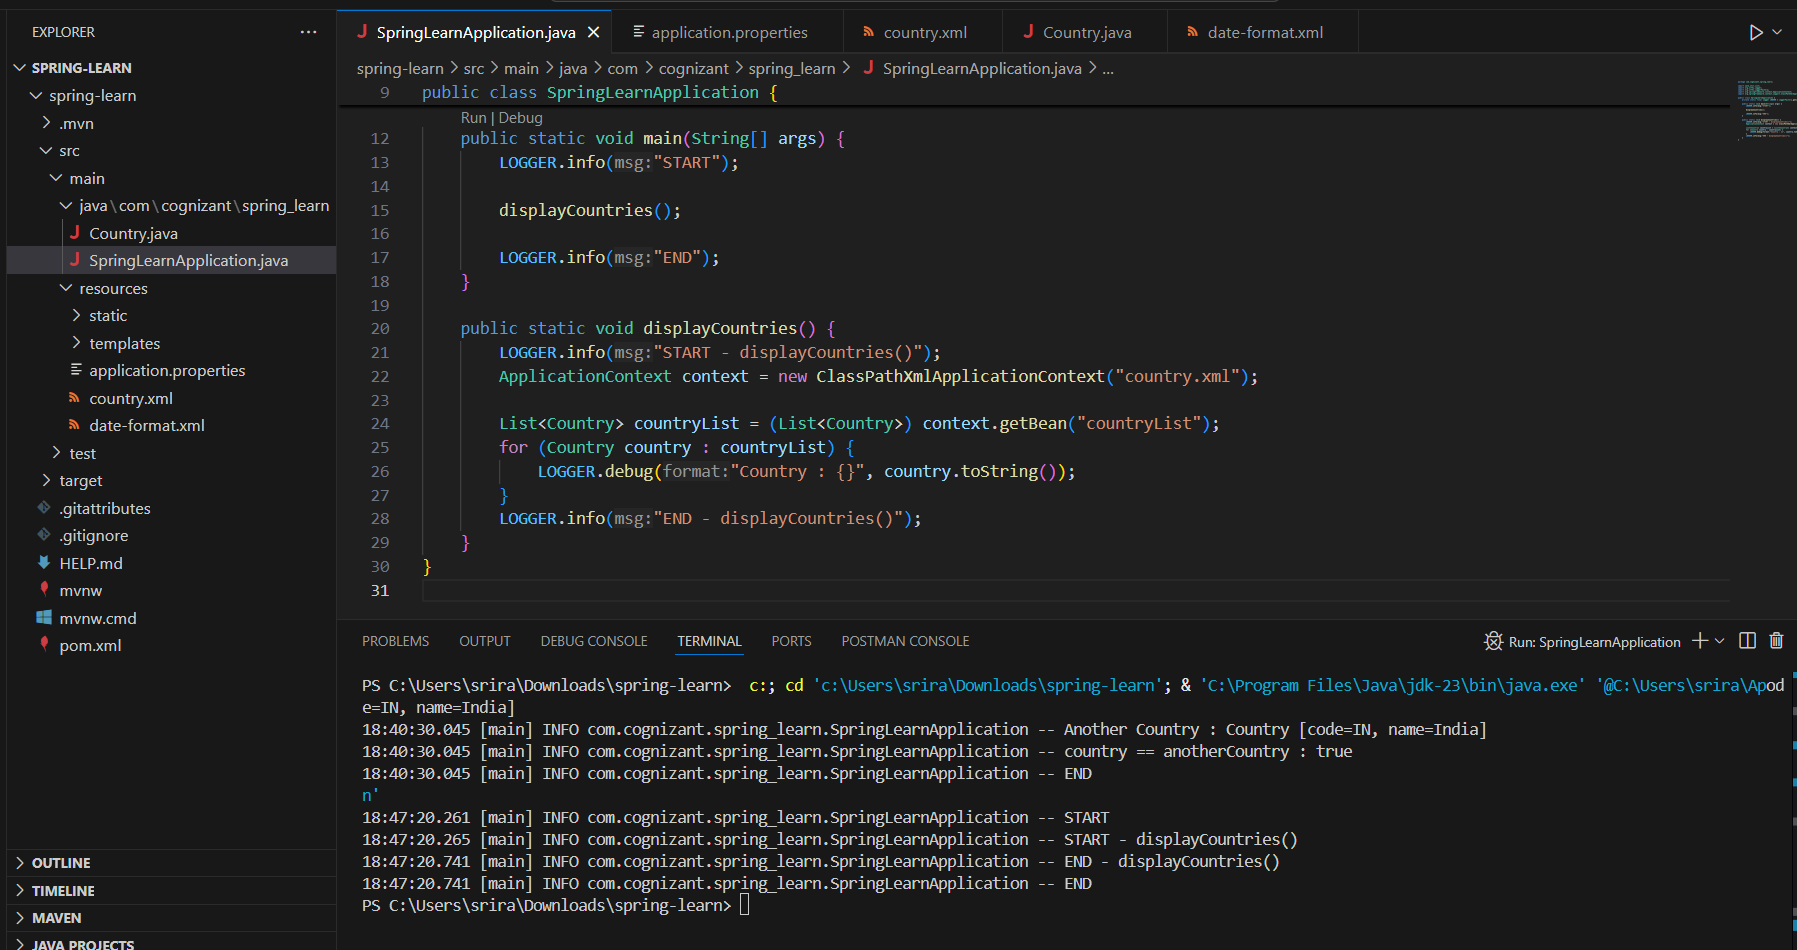 EXPLORER
SPRING-LEARN
spring-learn
.mvn
src
main
java\com\cognizant\spring_learn
Country.java
SpringLearnApplication.java
resources
static
templates
application.properties
country.xml
date-format.xml
test
target
.gitattributes
.gitignore
HELP.md
mvnw
mvnw.cmd
pom.xml
OUTLINE
TIMELINE
MAVEN
JAVA PROJECTS
SpringLearnApplication.java application.properties country.xml Country.java date-format.xml
spring-learn > src > main > java > com > cognizant > spring_learn > SpringLearnApplication.java > ...
9 public class SpringLearnApplication {
Run | Debug
12 public static void main(String[] args) {
13 LOGGER.info(msg:"START");
14
15 displayCountries();
16
17 LOGGER.info(msg:"END");
18 }
19
20 public static void displayCountries() {
21 LOGGER.info(msg:"START - displayCountries()");
22 ApplicationContext context = new ClassPathXmlApplicationContext("country.xml");
23
24 List<Country> countryList = (List<Country>) context.getBean("countryList");
25 for (Country country : countryList) {
26 LOGGER.debug(format:"Country : {}", country.toString());
27 }
28 LOGGER.info(msg:"END - displayCountries()");
29 }
30 }
31
PROBLEMS OUTPUT DEBUG CONSOLE TERMINAL PORTS POSTMAN CONSOLE
Run: SpringLearnApplication
PS C:\Users\srira\Downloads\spring-learn>  c:; cd 'c:\Users\srira\Downloads\spring-learn'; & 'C:\Program Files\Java\jdk-23\bin\java.exe' '@C:\Users\srira\Apod
e=IN, name=India]
18:40:30.045 [main] INFO com.cognizant.spring_learn.SpringLearnApplication -- Another Country : Country [code=IN, name=India]
18:40:30.045 [main] INFO com.cognizant.spring_learn.SpringLearnApplication -- country == anotherCountry : true
18:40:30.045 [main] INFO com.cognizant.spring_learn.SpringLearnApplication -- END
n'
18:47:20.261 [main] INFO com.cognizant.spring_learn.SpringLearnApplication -- START
18:47:20.265 [main] INFO com.cognizant.spring_learn.SpringLearnApplication -- START - displayCountries()
18:47:20.741 [main] INFO com.cognizant.spring_learn.SpringLearnApplication -- END - displayCountries()
18:47:20.741 [main] INFO com.cognizant.spring_learn.SpringLearnApplication -- END
PS C:\Users\srira\Downloads\spring-learn>